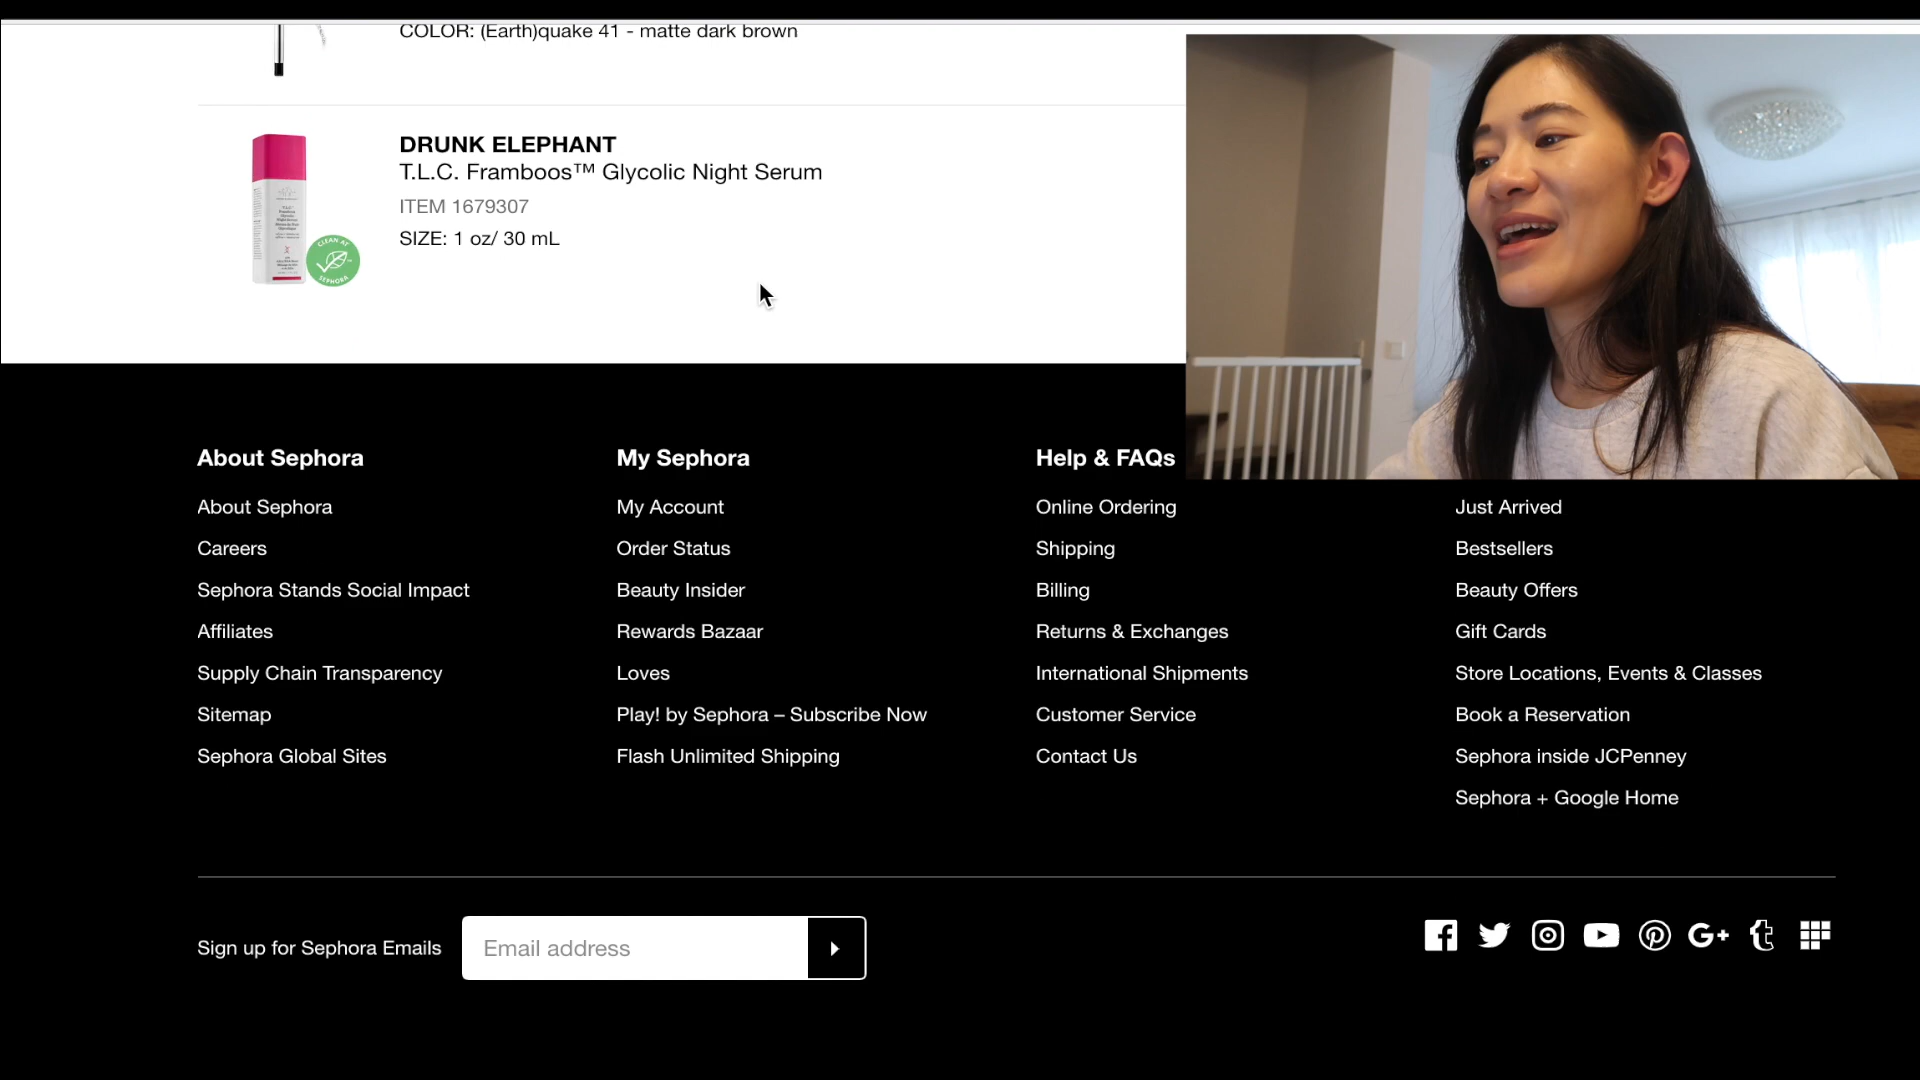 COLOR: (Earth)quake 41 - matte dark brown
DRUNK ELEPHANT
T.L.C. Framboos™ Glycolic Night Serum
ITEM 1679307
SIZE: 1 oz/ 30 mL
CLEAN AT
SEPHORA
About Sephora
About Sephora
Careers
Sephora Stands Social Impact
Affiliates
Supply Chain Transparency
Sitemap
Sephora Global Sites
My Sephora
My Account
Order Status
Beauty Insider
Rewards Bazaar
Loves
Play! by Sephora – Subscribe Now
Flash Unlimited Shipping
Help & FAQs
Online Ordering
Shipping
Billing
Returns & Exchanges
International Shipments
Customer Service
Contact Us
Just Arrived
Bestsellers
Beauty Offers
Gift Cards
Store Locations, Events & Classes
Book a Reservation
Sephora inside JCPenney
Sephora + Google Home
Sign up for Sephora Emails
Email address